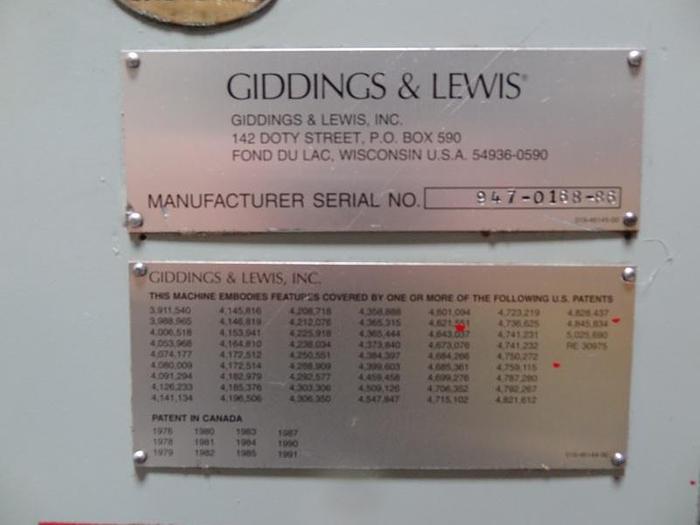 GIDDINGS & LEWIS®
GIDDINGS & LEWIS, INC.
142 DOTY STREET, P.O. BOX 590
FOND DU LAC, WISCONSIN U.S.A. 54936-0590
MANUFACTURER SERIAL NO. 947-0168-86
GIDDINGS & LEWIS, INC.
THIS MACHINE EMBODIES FEATURES COVERED BY ONE OR MORE OF THE FOLLOWING U.S. PATENTS
3,911,540 4,145,816 4,208,718 4,358,888 4,601,094 4,723,219 4,828,437
3,988,965 4,146,819 4,212,076 4,365,315 4,621,551 4,736,625 4,845,834
4,006,518 4,153,941 4,225,918 4,365,444 4,643,037 4,741,231 5,025,690
4,053,968 4,164,810 4,238,034 4,373,840 4,673,076 4,741,232 RE 30975
4,074,177 4,172,512 4,250,551 4,384,397 4,684,266 4,750,272
4,080,009 4,172,514 4,288,909 4,399,603 4,685,361 4,759,115
4,091,294 4,182,979 4,292,577 4,459,458 4,699,276 4,787,280
4,126,233 4,185,376 4,303,306 4,509,126 4,706,352 4,792,267
4,141,134 4,196,506 4,306,350 4,547,847 4,715,102 4,821,612
PATENT IN CANADA
1976 1980 1983 1987
1978 1981 1984 1990
1979 1982 1985 1991